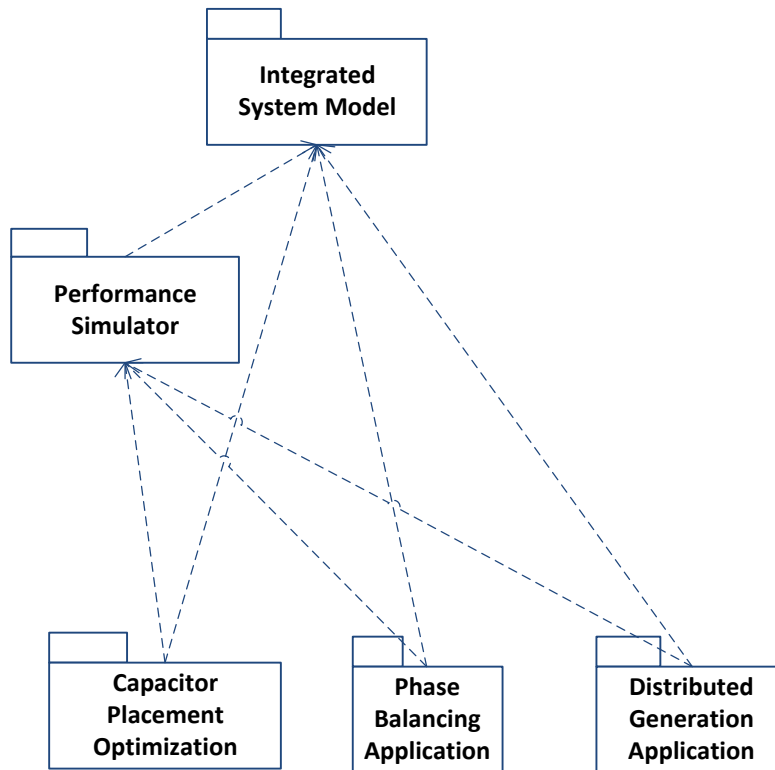 Integrated
System Model
Performance
Simulator
Capacitor
Placement
Optimization
Phase
Balancing
Application
Distributed
Generation
Application